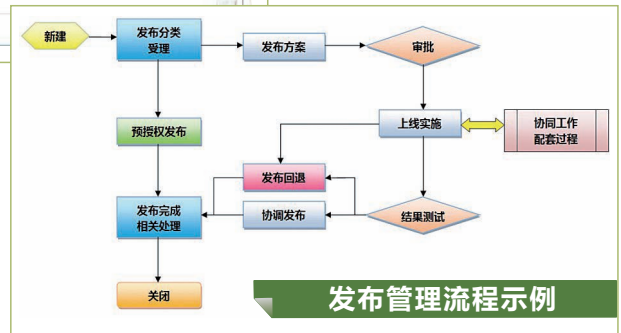 新建
发布分类
受理
发布方案
审批
预授权发布
上线实施
协同工作
配套过程
发布回退
发布完成
相关处理
协调发布
结果测试
关闭
发布管理流程示例